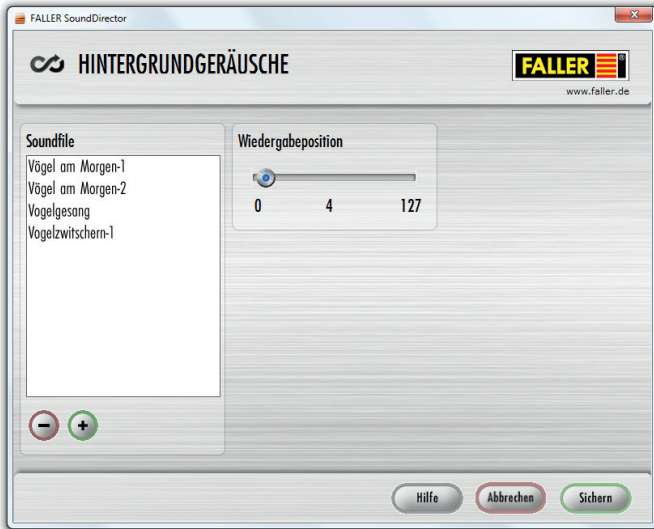 FALLER SoundDirector
HINTERGRUNDGERÄUSCHE
FALLER
www.faller.de
Soundfile
Vögel am Morgen-1
Vögel am Morgen-2
Vogelgesang
Vogelzwitschern-1
Wiedergabeposition
0 4 127
Hilfe Abbrechen Sichern